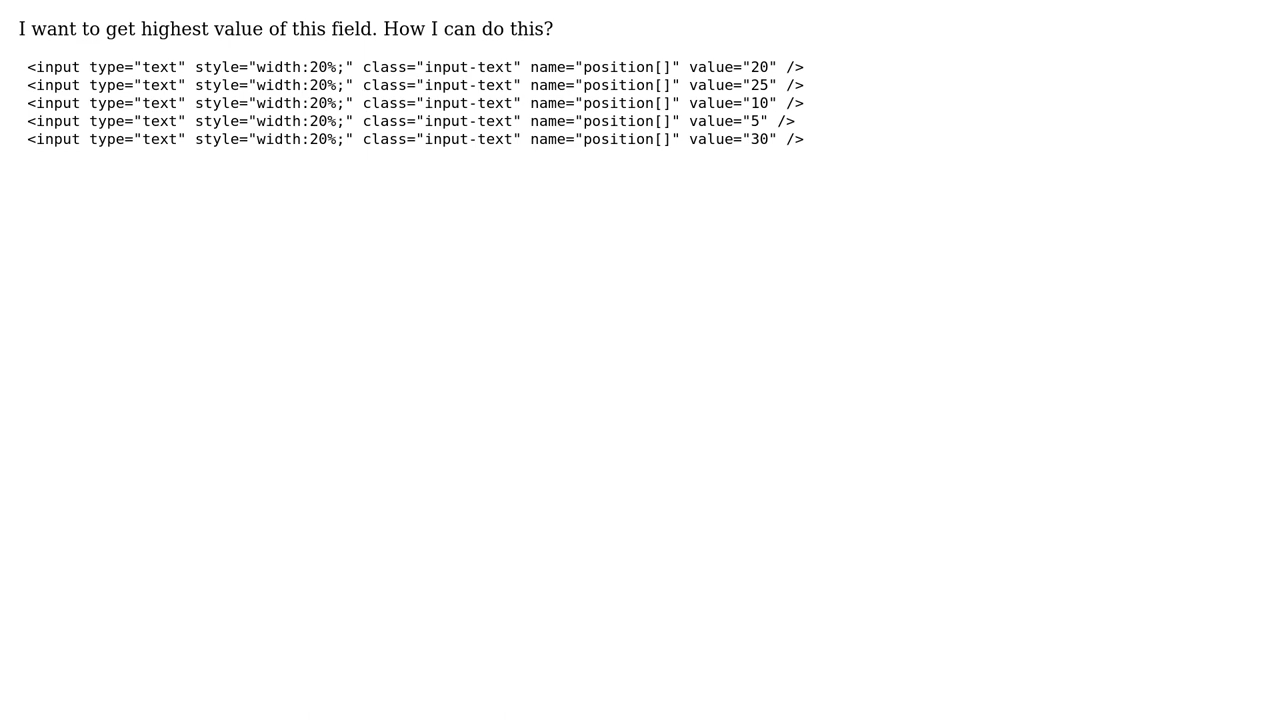 I want to get highest value of this field. How I can do this?
<input type="text" style="width:20%;" class="input-text" name="position[]" value="20" />
<input type="text" style="width:20%;" class="input-text" name="position[]" value="25" />
<input type="text" style="width:20%;" class="input-text" name="position[]" value="10" />
<input type="text" style="width:20%;" class="input-text" name="position[]" value="5" />
<input type="text" style="width:20%;" class="input-text" name="position[]" value="30" />